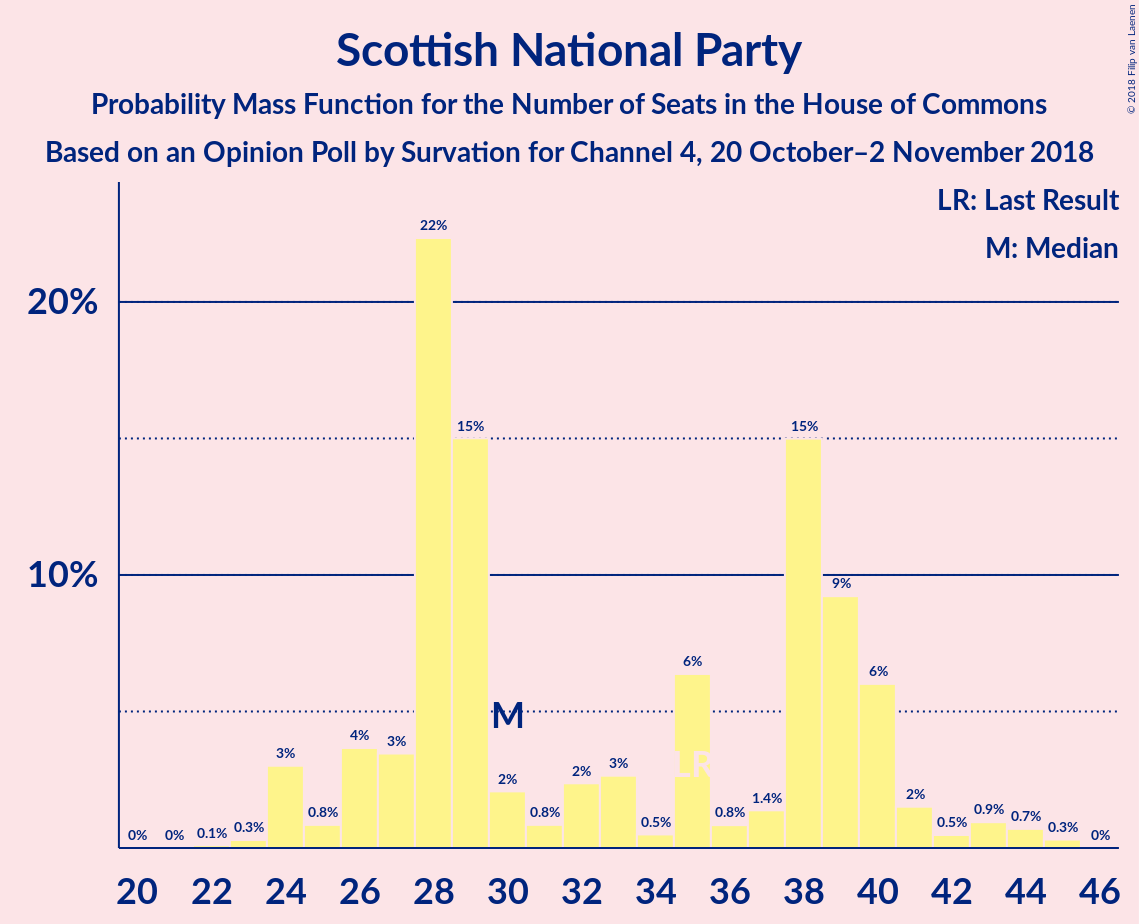 © 2018 Filip van Laenen
Scottish National Party
Probability Mass Function for the Number of Seats in the House of Commons
Based on an Opinion Poll by Survation for Channel 4, 20 October–2 November 2018
LR: Last Result
M: Median
20%
10%
0% 0% 0.1% 0.3% 3% 0.8% 4% 3% 22% 15% 2% 0.8% 2% 3% 0.5% 6% 0.8% 1.4% 15% 9% 6% 2% 0.5% 0.9% 0.7% 0.3% 0%
M
LR
20 22 24 26 28 30 32 34 36 38 40 42 44 46